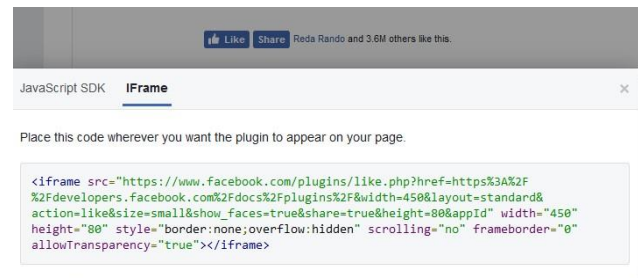 Like Share Reda Rando and 3.6M others like this.
JavaScript SDK IFrame ×
Place this code wherever you want the plugin to appear on your page.
<iframe src="https://www.facebook.com/plugins/like.php?href=https%3A%2F
%2Fdevelopers.facebook.com%2Fdocs%2Fplugins%2F&width=450&layout=standard&
action=like&size=small&show_faces=true&share=true&height=80&appId" width="450"
height="80" style="border:none;overflow:hidden" scrolling="no" frameborder="0"
allowTransparency="true"></iframe>